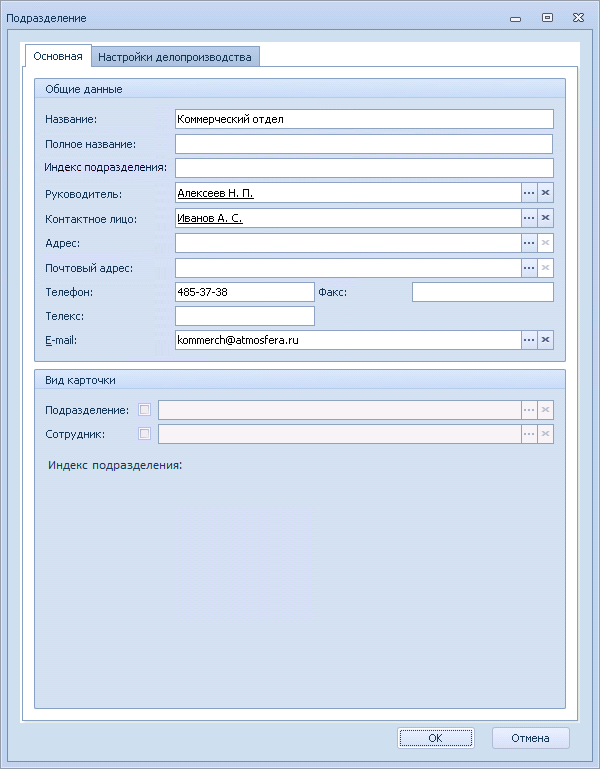 Подразделение
Основная Настройки делопроизводства
Общие данные
Название: Коммерческий отдел
Полное название:
Индекс подразделения:
Руководитель: Алексеев Н. П.
Контактное лицо: Иванов А. С.
Адрес:
Почтовый адрес:
Телефон: 485-37-38 Факс:
Телекс:
E-mail: kommerch@atmosfera.ru
Вид карточки
Подразделение:
Сотрудник:
Индекс подразделения:
OK Отмена